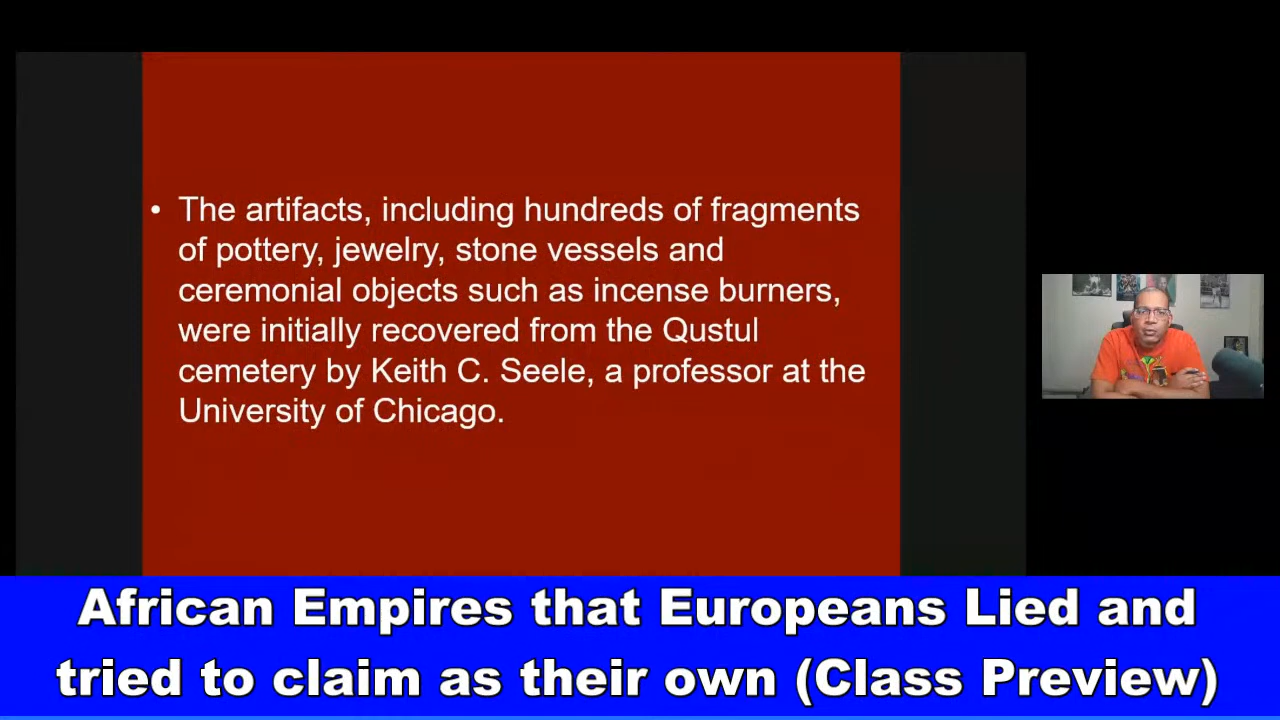 • The artifacts, including hundreds of fragments
of pottery, jewelry, stone vessels and
ceremonial objects such as incense burners,
were initially recovered from the Qustul
cemetery by Keith C. Seele, a professor at the
University of Chicago.
African Empires that Europeans Lied and
tried to claim as their own (Class Preview)